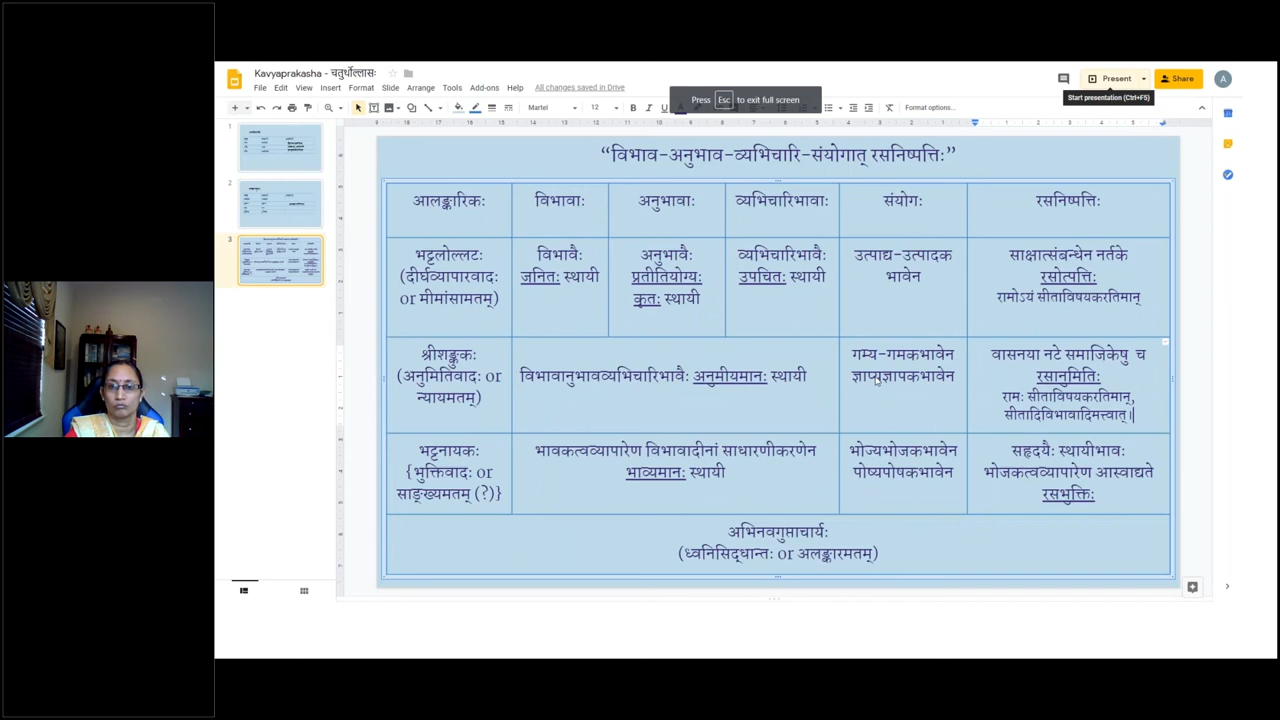 Kavyaprakasha - चतुर्थोल्लासः
File Edit View Insert Format Slide Arrange Tools Add-ons Help All changes saved in Drive
Press Esc to exit full screen
Present
Share
A
Start presentation (Ctrl+F5)
Martel 12 B I U A Format options...
1
2
3
“विभाव-अनुभाव-व्यभिचारि-संयोगात् रसनिष्पत्तिः”
आलङ्कारिकः विभावाः अनुभावाः व्यभिचारिभावाः संयोगः रसनिष्पत्तिः
भट्टलोल्लटः
(दीर्घव्यापारवादः
or मीमांसामतम्)
विभावैः
जनितः स्थायी
अनुभावैः
प्रतीतियोग्यः
कृतः स्थायी
व्यभिचारिभावैः
उपचितः स्थायी
उत्पाद्य-उत्पादक
भावेन
साक्षात्संबन्धेन नर्तके
रसोत्पत्तिः
रामोऽयं सीताविषयकरतिमान्
श्रीशङ्कुकः
(अनुमितिवादः or
न्यायमतम्)
विभावानुभावव्यभिचारिभावैः अनुमीयमानः स्थायी
गम्य-गमकभावेन
ज्ञाप्यज्ञापकभावेन
वासनया नटे समाजिकेषु च
रसानुमितिः
रामः सीताविषयकरतिमान्,
सीतादिविभावादिमत्त्वात्।
भट्टनायकः
{भुक्तिवादः or
साङ्ख्यमतम् (?)}
भावकत्वव्यापारेण विभावादीनां साधारणीकरणेन
भाव्यमानः स्थायी
भोज्यभोजकभावेन
पोष्यपोषकभावेन
सहृदयैः स्थायीभावः
भोजकत्वव्यापारेण आस्वाद्यते
रसभुक्तिः
अभिनवगुप्ताचार्यः
(ध्वनिसिद्धान्तः or अलङ्कारमतम्)